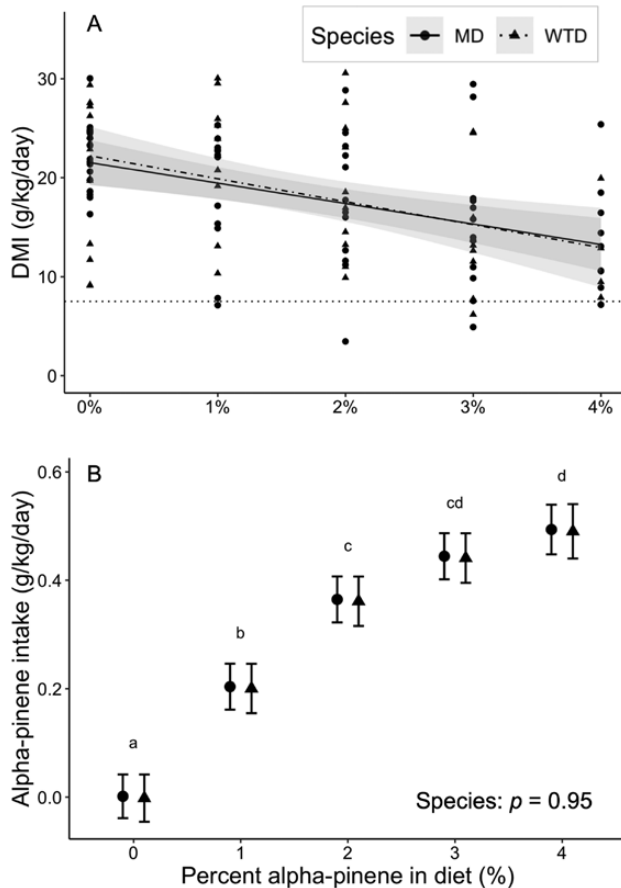 A
Species MD WTD
DMI (g/kg/day)
30
20
10
0
0% 1% 2% 3% 4%
B
Alpha-pinene intake (g/kg/day)
0.6
0.4
0.2
0.0
a
b
c
cd
d
Species: p = 0.95
0 1 2 3 4
Percent alpha-pinene in diet (%)